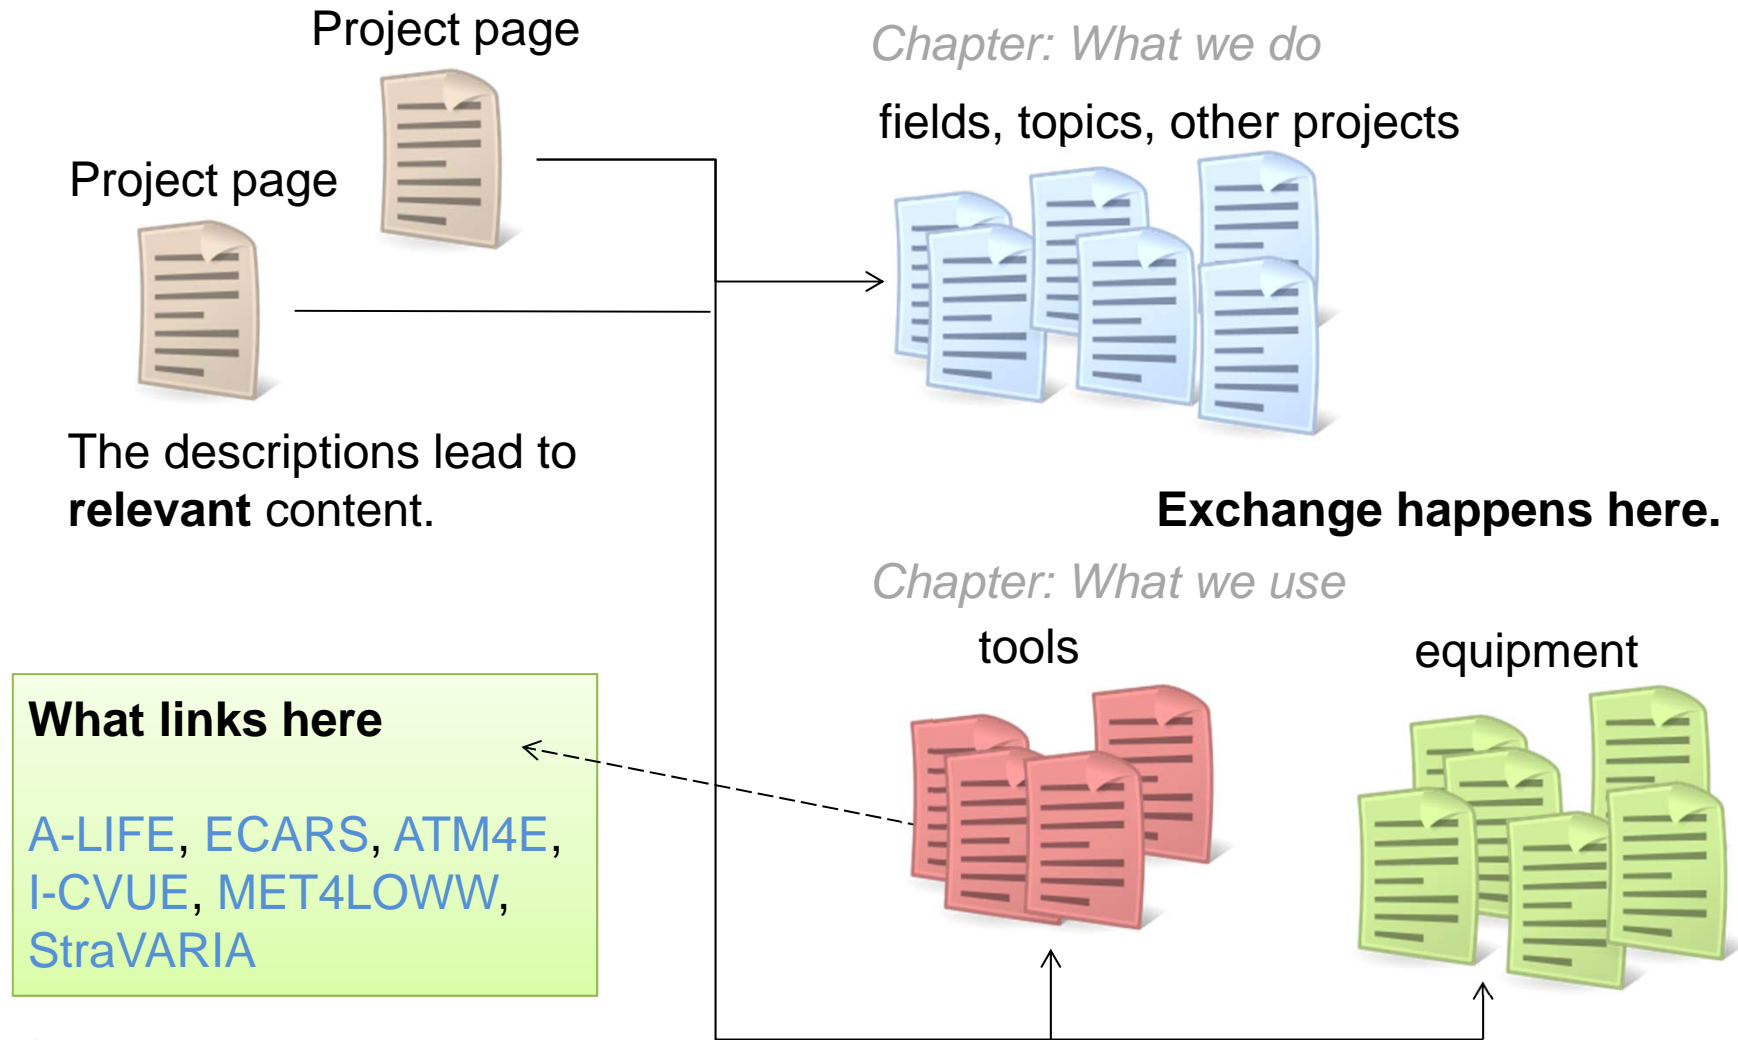 Project page
Project page
The descriptions lead to
relevant content.
Chapter: What we do
fields, topics, other projects
Exchange happens here.
Chapter: What we use
tools
equipment
What links here
A-LIFE, ECARS, ATM4E,
I-CVUE, MET4LOWW,
StraVARIA